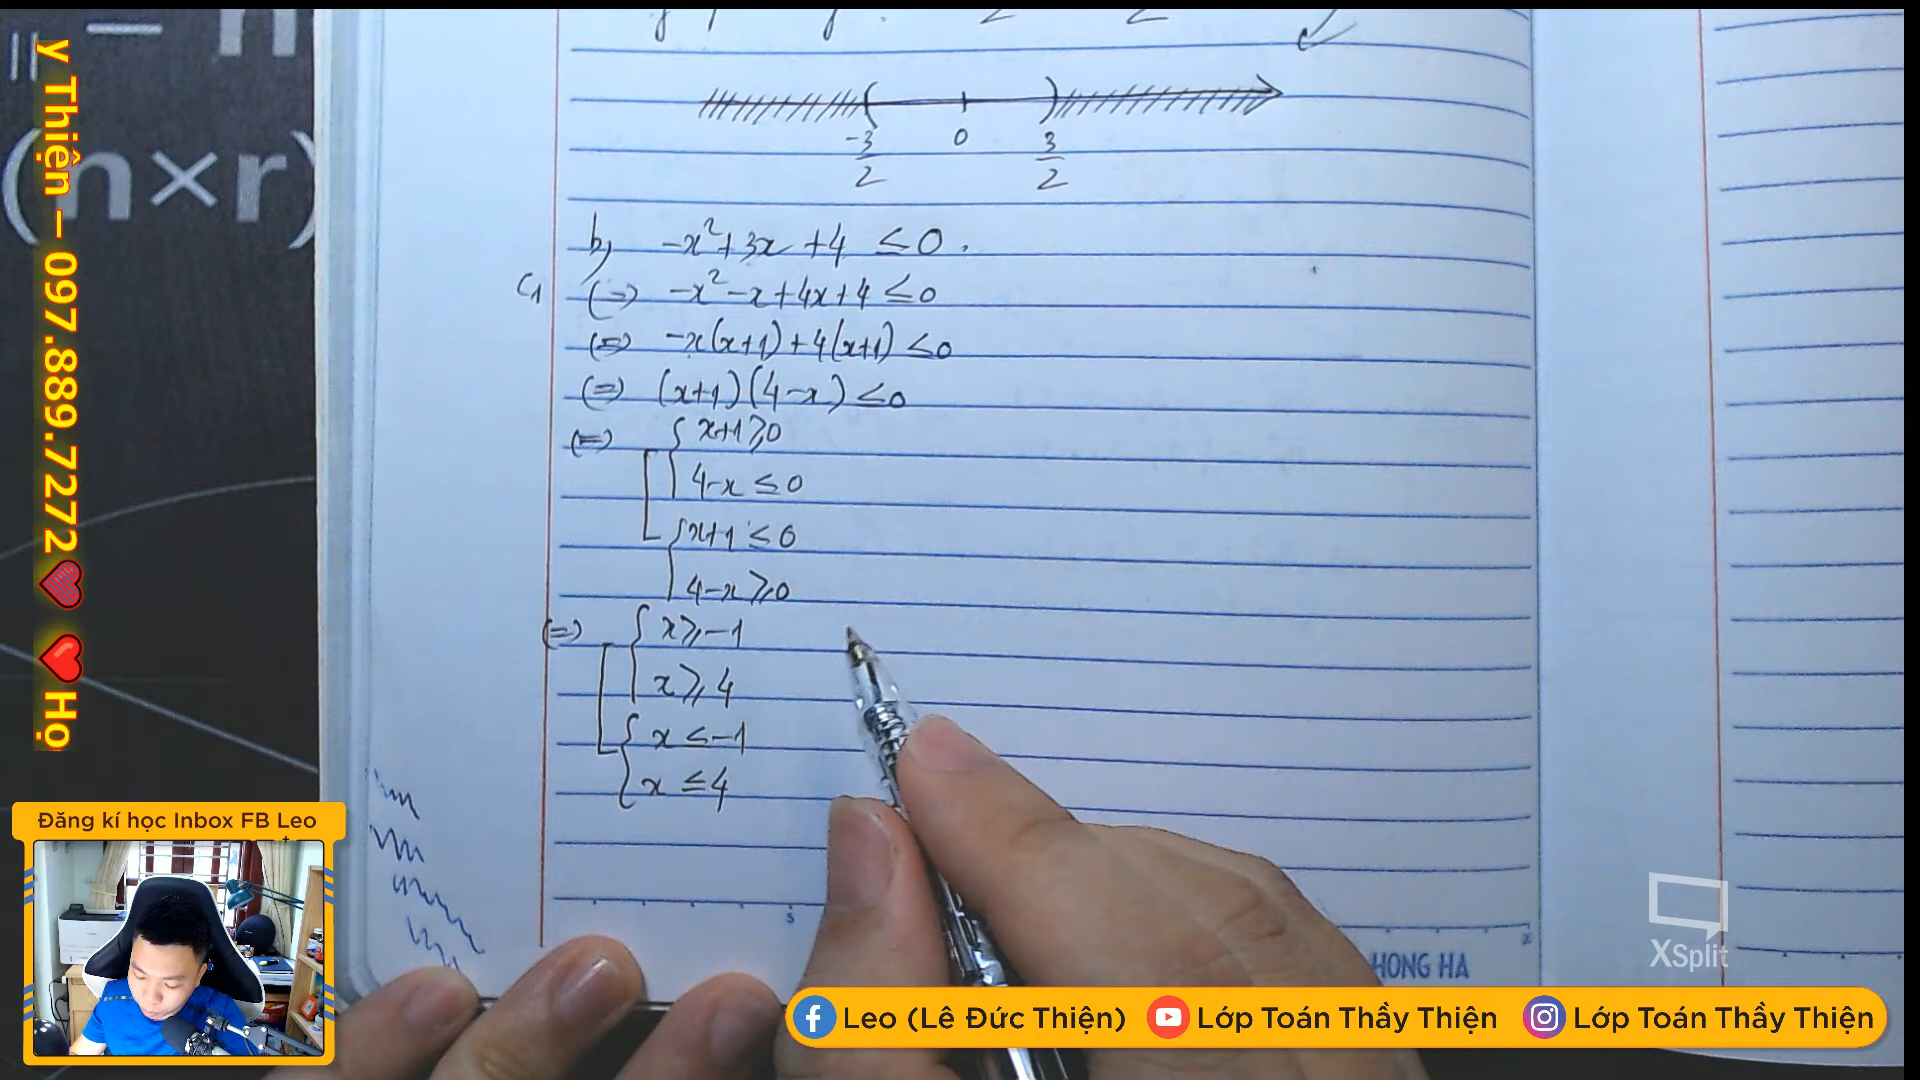 = n
(n×r)
y Thiện – 097.889.7272 ❤ ❤ Họ
-3/2 0 3/2
b, -x²+3x+4 ≤0.
C1 (=) -x²-x+4x+4 ≤0
(=) -x(x+1)+4(x+1) ≤0
(=) (x+1)(4-x) ≤0
(=) [ { x+1 ≥0
4-x ≤0
{ x+1 ≤0
4-x ≥0
(=) [ { x ≥ -1
x ≥ 4
{ x ≤ -1
x ≤ 4
5
HONG HA
XSplit
Đăng kí học Inbox FB Leo
Leo (Lê Đức Thiện) Lớp Toán Thầy Thiện Lớp Toán Thầy Thiện